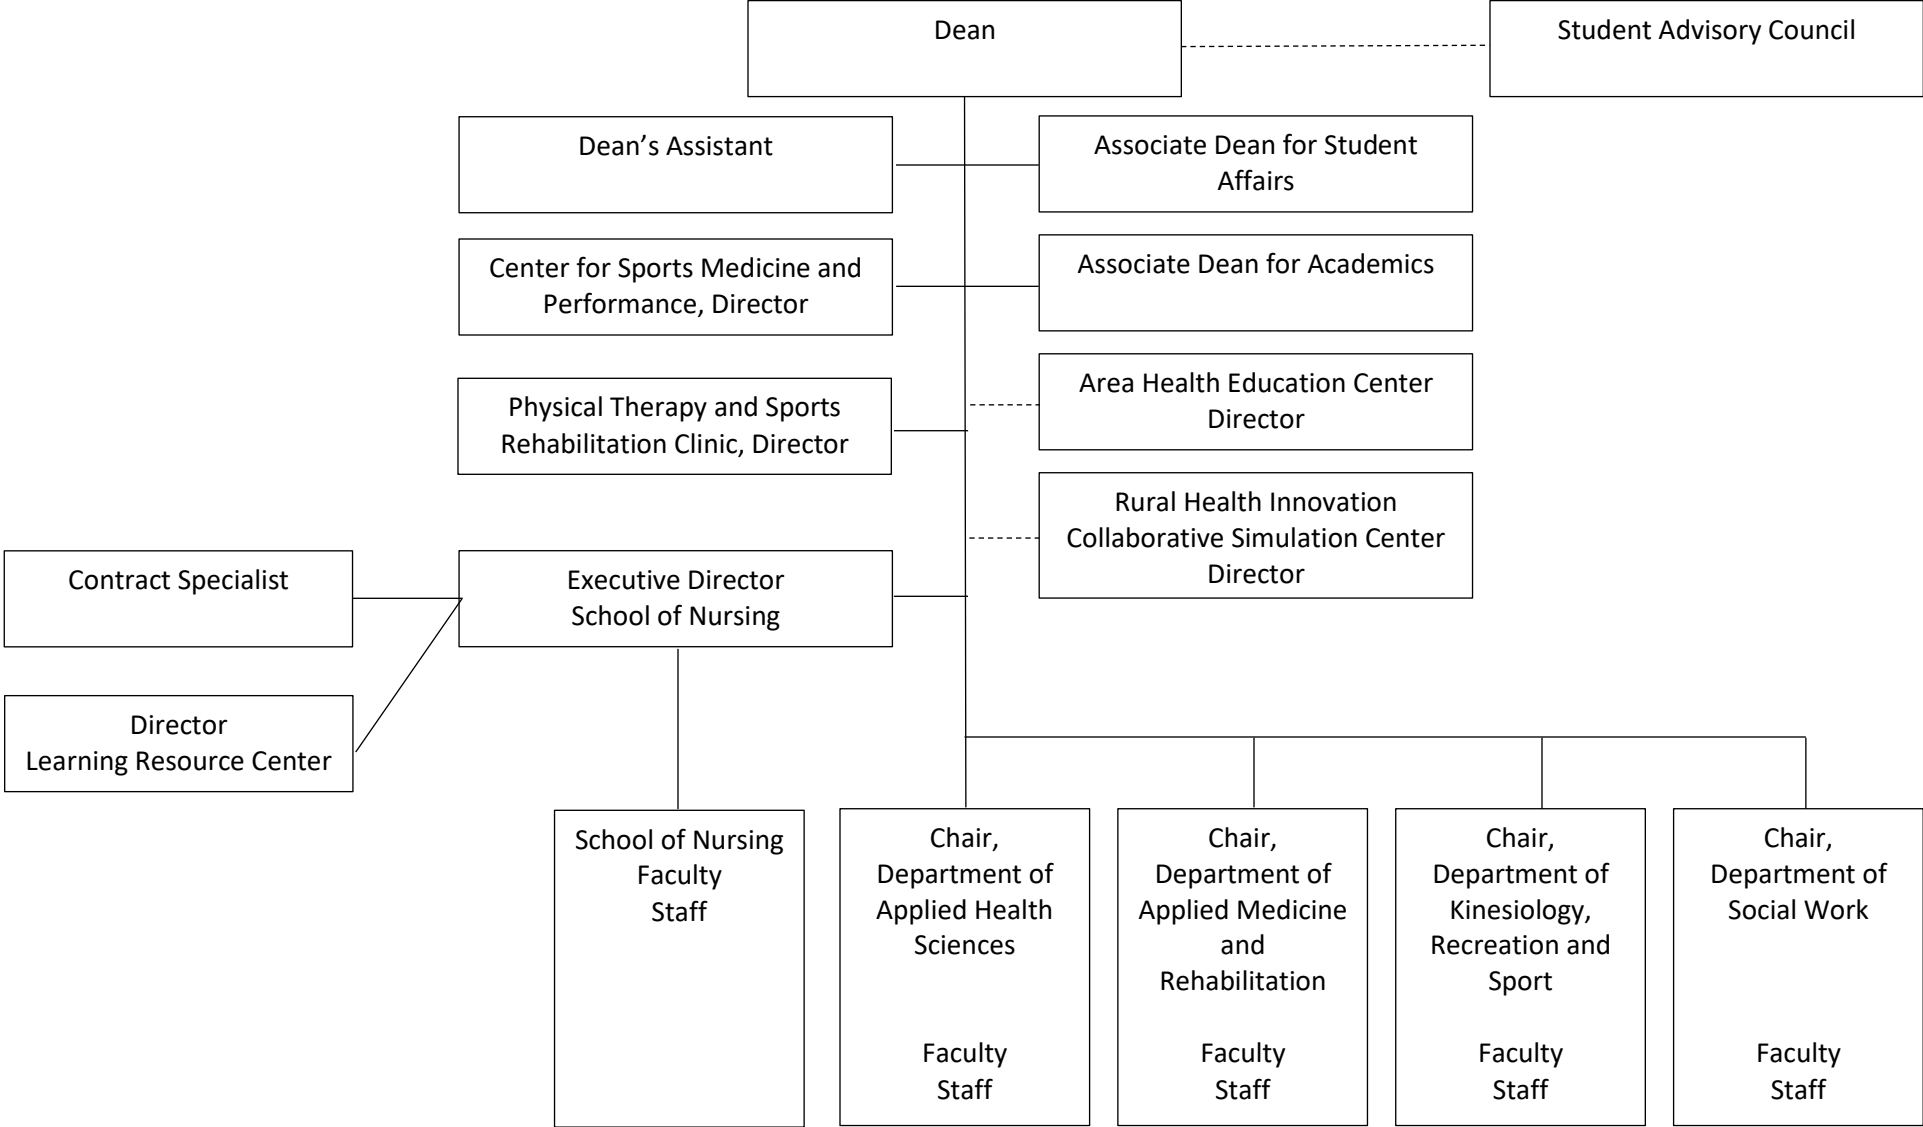 Dean
Student Advisory Council
Dean’s Assistant
Associate Dean for Student
Affairs
Center for Sports Medicine and
Performance, Director
Associate Dean for Academics
Physical Therapy and Sports
Rehabilitation Clinic, Director
Area Health Education Center
Director
Rural Health Innovation
Collaborative Simulation Center
Director
Contract Specialist
Executive Director
School of Nursing
Director
Learning Resource Center
School of Nursing
Faculty
Staff
Chair,
Department of
Applied Health
Sciences
Faculty
Staff
Chair,
Department of
Applied Medicine
and
Rehabilitation
Faculty
Staff
Chair,
Department of
Kinesiology,
Recreation and
Sport
Faculty
Staff
Chair,
Department of
Social Work
Faculty
Staff